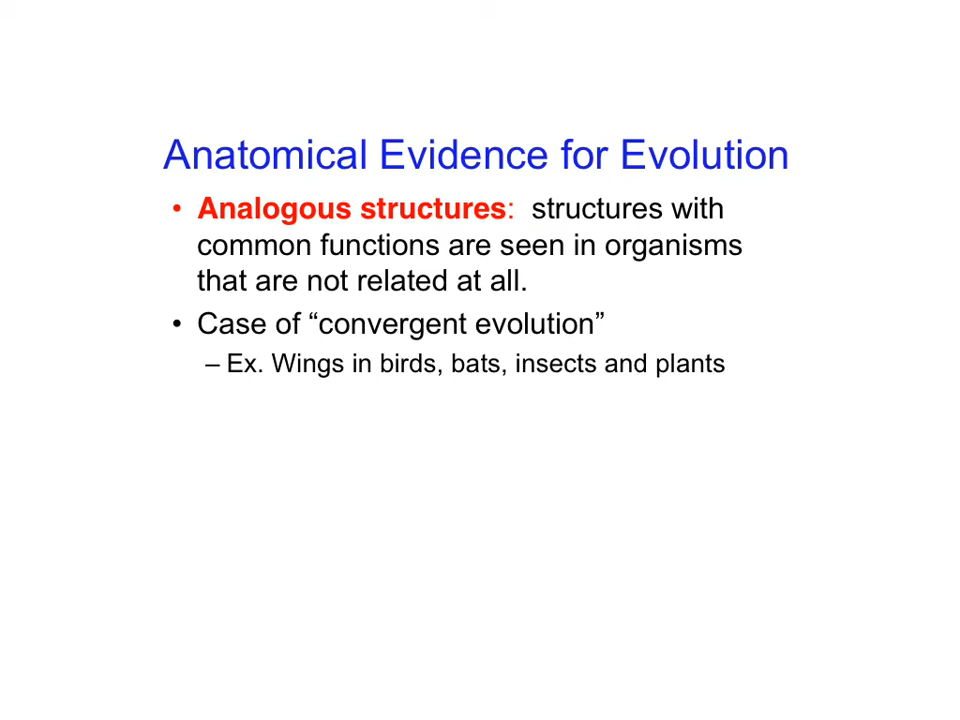 Anatomical Evidence for Evolution
• Analogous structures:  structures with
common functions are seen in organisms
that are not related at all.
• Case of “convergent evolution”
– Ex. Wings in birds, bats, insects and plants